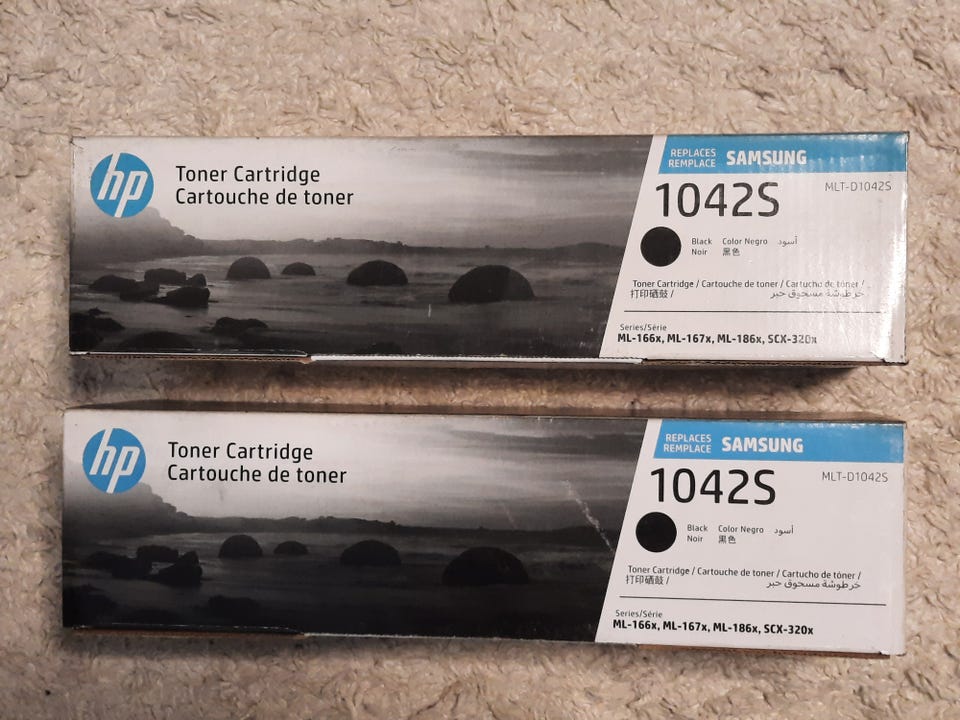 hp
Toner Cartridge
Cartouche de toner
REPLACES
REMPLACE
SAMSUNG
1042S
MLT-D1042S
Black Color Negro أسود
Noir 黑色
Toner Cartridge / Cartouche de toner / Cartucho de tóner /
打印硒鼓 / خرطوشة مسحوق حبر
Series/Série
ML-166x, ML-167x, ML-186x, SCX-320x
hp
Toner Cartridge
Cartouche de toner
REPLACES
REMPLACE
SAMSUNG
1042S
MLT-D1042S
Black Color Negro أسود
Noir 黑色
Toner Cartridge / Cartouche de toner / Cartucho de tóner /
打印硒鼓 / خرطوشة مسحوق حبر
Series/Série
ML-166x, ML-167x, ML-186x, SCX-320x